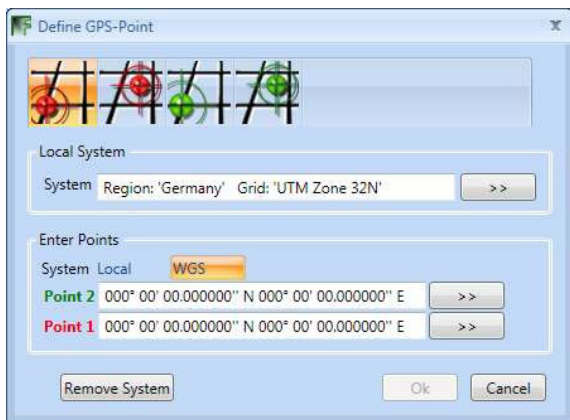 Define GPS-Point
Local System
System Region: 'Germany' Grid: 'UTM Zone 32N' >>
Enter Points
System Local WGS
Point 2 000° 00' 00.000000'' N 000° 00' 00.000000'' E >>
Point 1 000° 00' 00.000000'' N 000° 00' 00.000000'' E >>
Remove System Ok Cancel